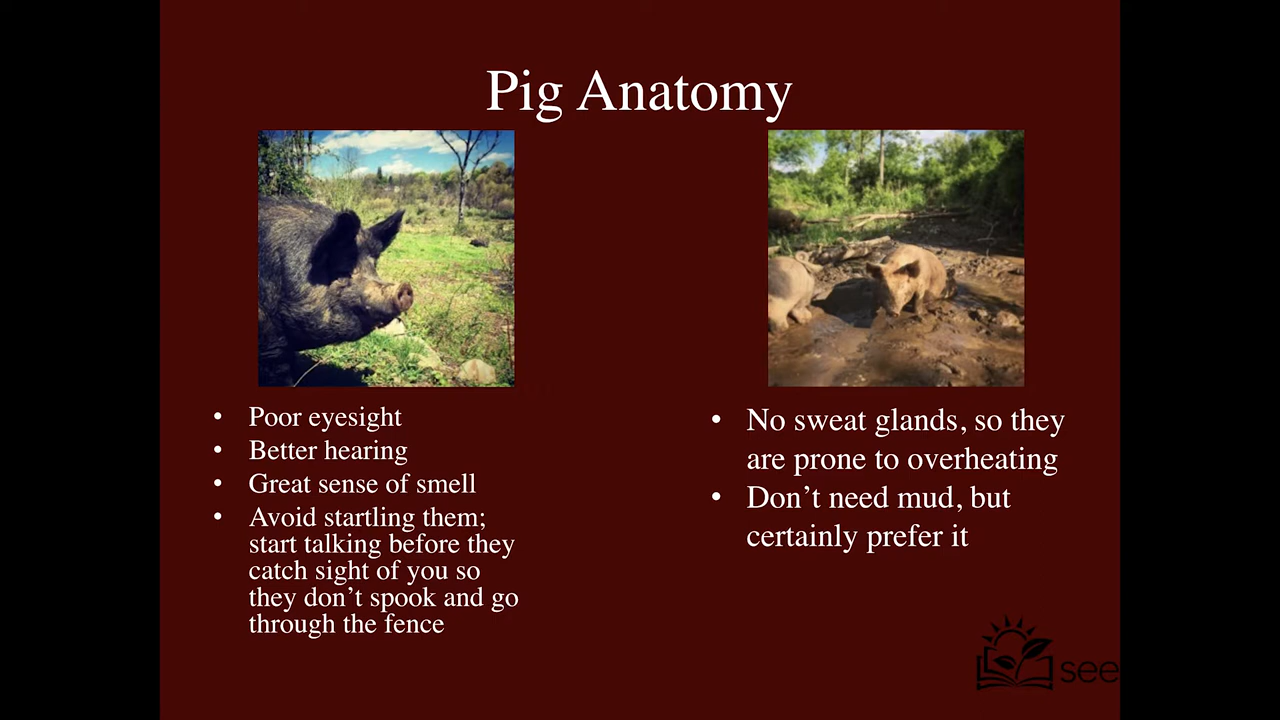 Pig Anatomy
• Poor eyesight
• Better hearing
• Great sense of smell
• Avoid startling them;
start talking before they
catch sight of you so
they don’t spook and go
through the fence
• No sweat glands, so they
are prone to overheating
• Don’t need mud, but
certainly prefer it
see